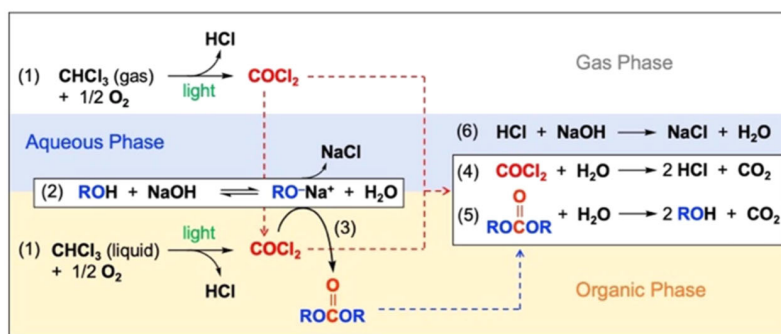 HCl
Gas Phase
(1) CHCl₃ (gas) + 1/2 O₂
light
COCl₂
Aqueous Phase
NaCl
(6) HCl + NaOH ⟶ NaCl + H₂O
(2) ROH + NaOH ⇌ RO⁻Na⁺ + H₂O
(4) COCl₂ + H₂O ⟶ 2 HCl + CO₂
O
(5) ROCOR + H₂O ⟶ 2 ROH + CO₂
(1) CHCl₃ (liquid) + 1/2 O₂
light
COCl₂
(3)
HCl
O
ROCOR
Organic Phase